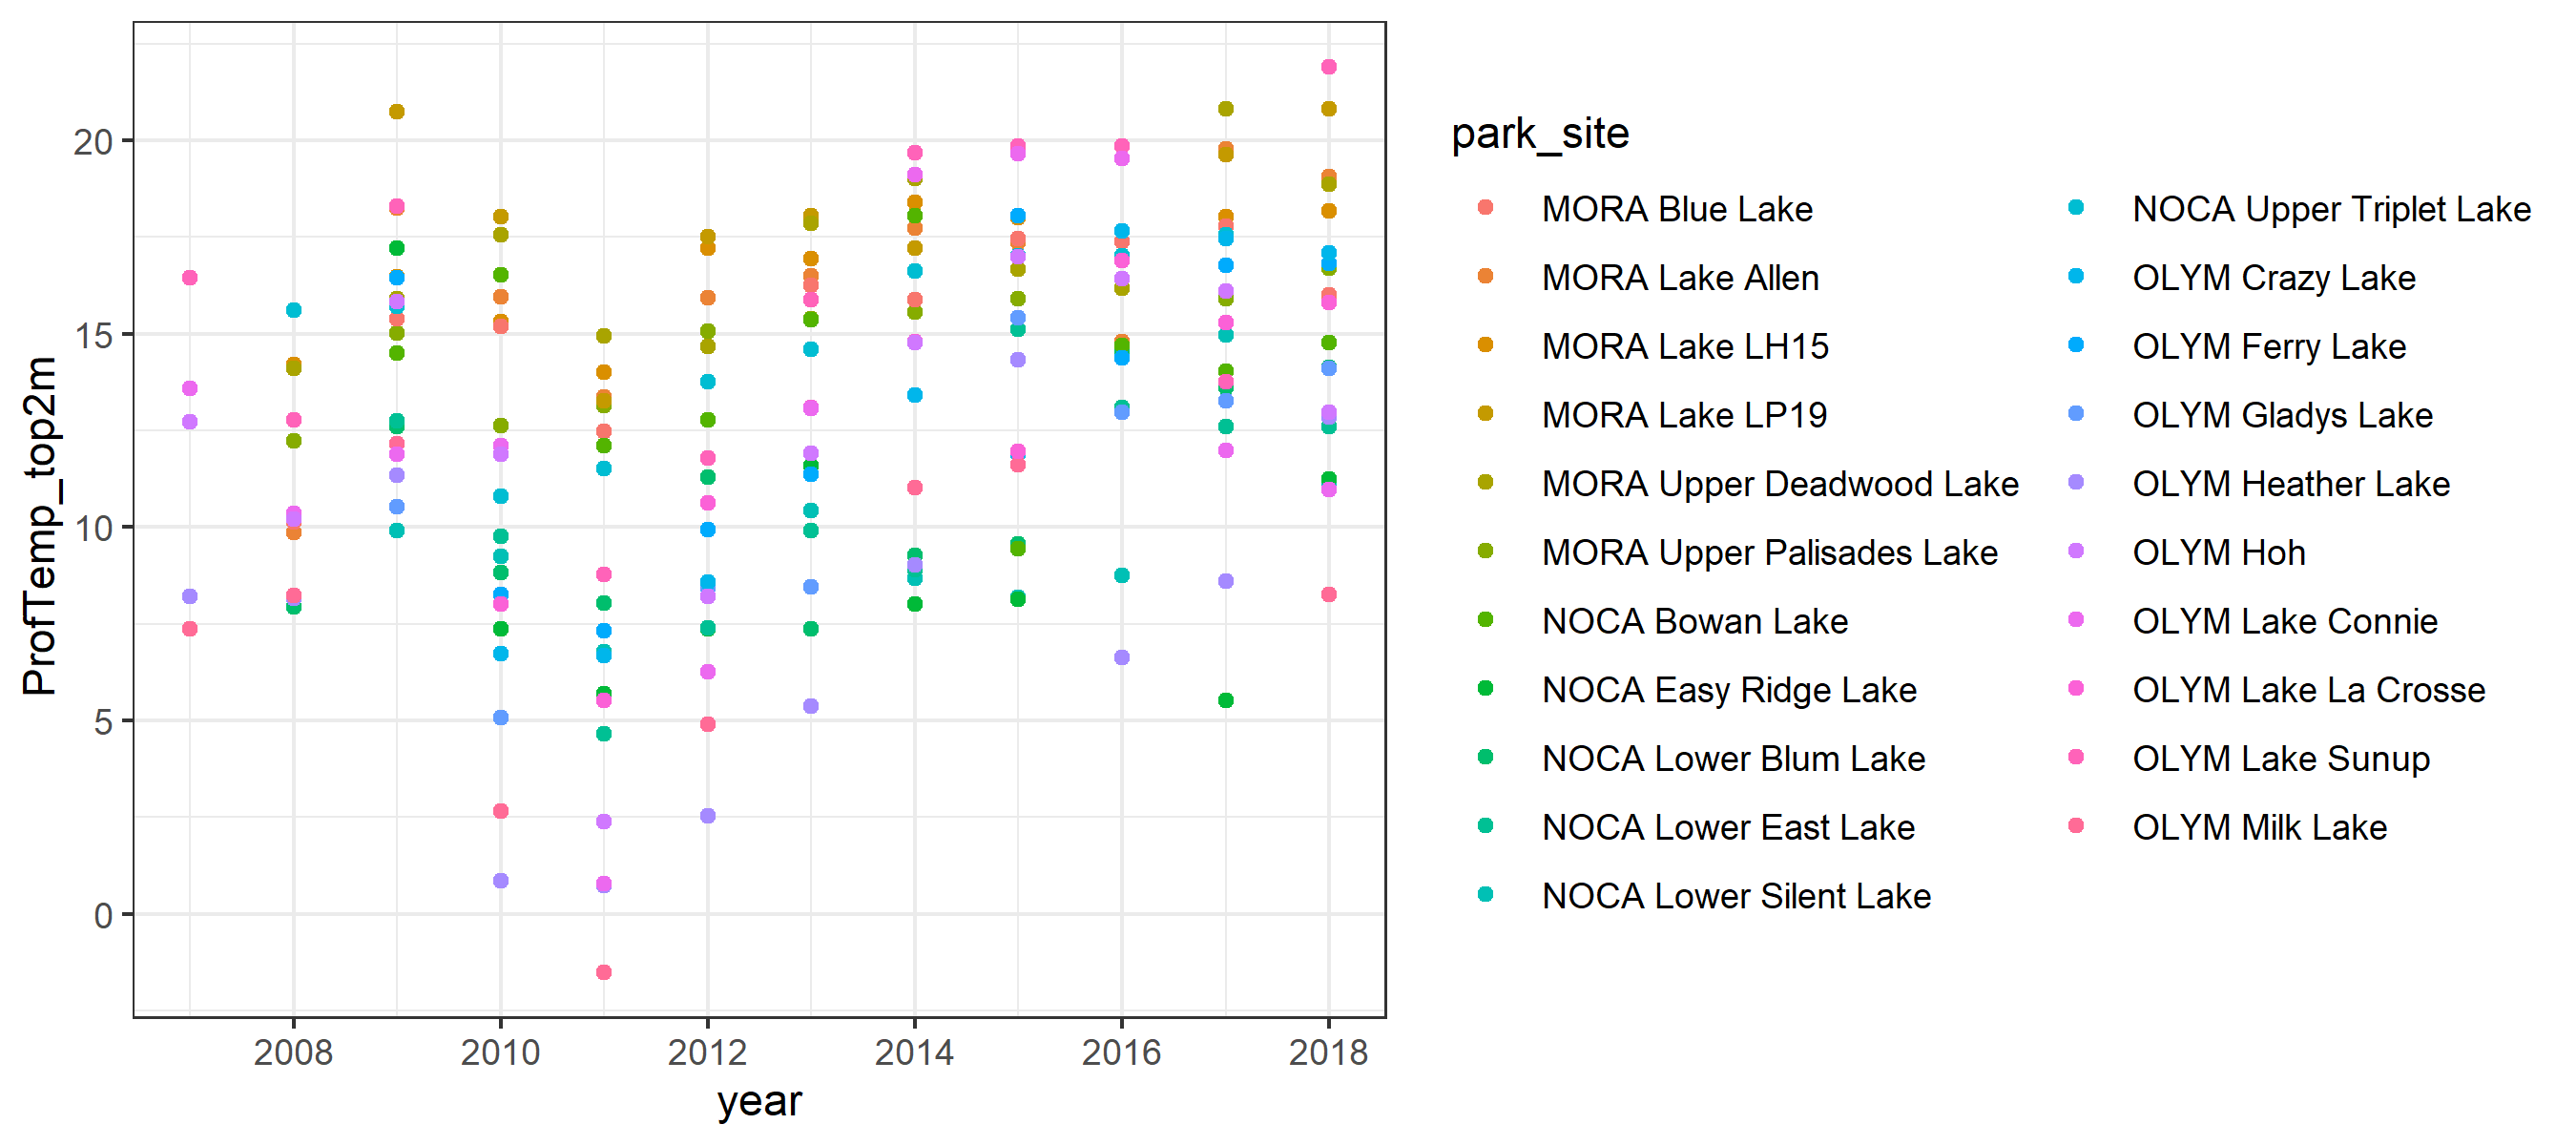 ProfTemp_top2m
20
15
10
5
0
2008
2010
2012
2014
2016
2018
year
park_site
MORA Blue Lake
MORA Lake Allen
MORA Lake LH15
MORA Lake LP19
MORA Upper Deadwood Lake
MORA Upper Palisades Lake
NOCA Bowan Lake
NOCA Easy Ridge Lake
NOCA Lower Blum Lake
NOCA Lower East Lake
NOCA Lower Silent Lake
NOCA Upper Triplet Lake
OLYM Crazy Lake
OLYM Ferry Lake
OLYM Gladys Lake
OLYM Heather Lake
OLYM Hoh
OLYM Lake Connie
OLYM Lake La Crosse
OLYM Lake Sunup
OLYM Milk Lake